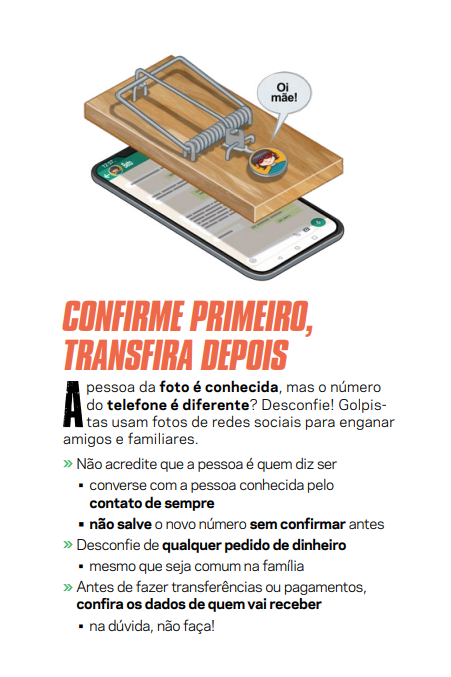 Oi
mãe!
12:37
CONFIRME PRIMEIRO,
TRANSFIRA DEPOIS
A pessoa da foto é conhecida, mas o número
do telefone é diferente? Desconfie! Golpis-
tas usam fotos de redes sociais para enganar
amigos e familiares.
» Não acredite que a pessoa é quem diz ser
▪ converse com a pessoa conhecida pelo
contato de sempre
▪ não salve o novo número sem confirmar antes
» Desconfie de qualquer pedido de dinheiro
▪ mesmo que seja comum na família
» Antes de fazer transferências ou pagamentos,
confira os dados de quem vai receber
▪ na dúvida, não faça!